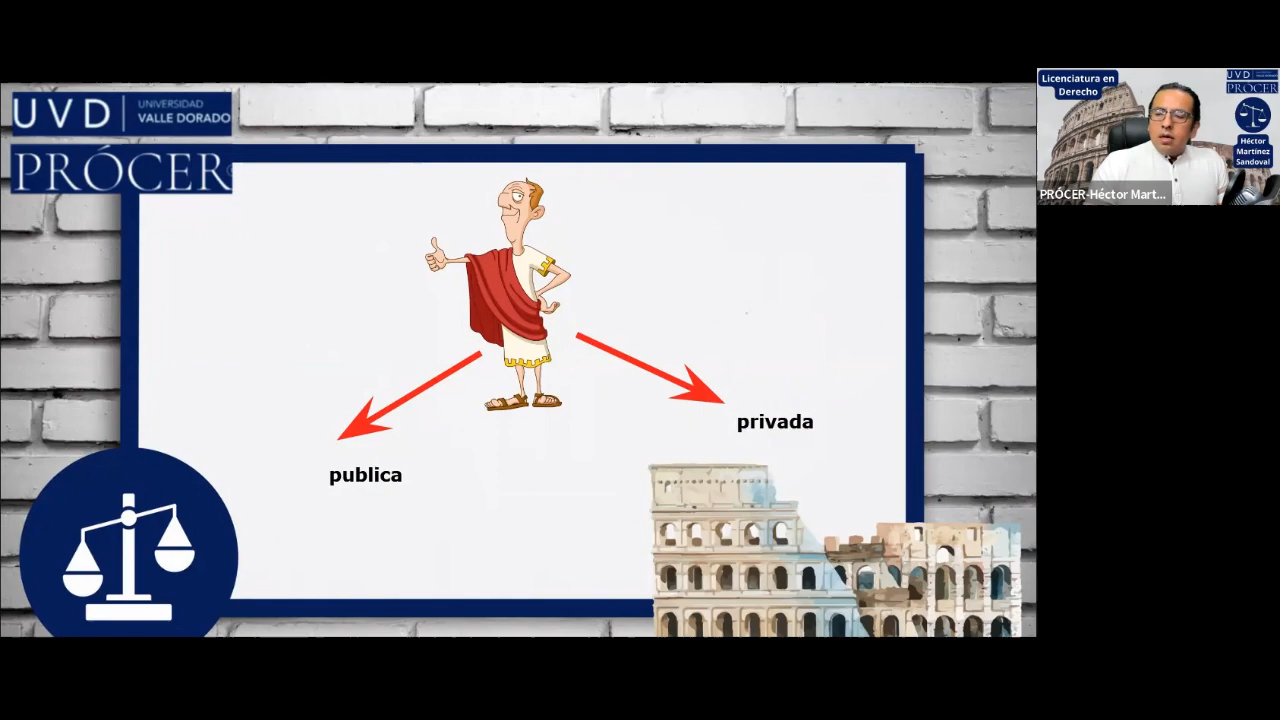 UVD
UNIVERSIDAD
VALLE DORADO
PRÓCER
publica
privada
Licenciatura en
Derecho
UVD
PRÓCER
Héctor
Martínez
Sandoval
PRÓCER-Héctor Mart...